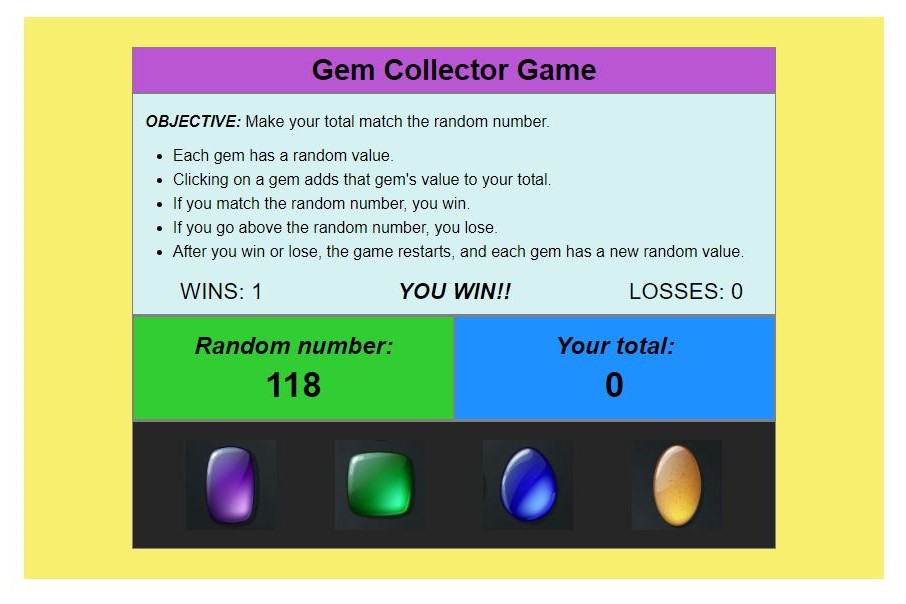 Gem Collector Game
OBJECTIVE: Make your total match the random number.
• Each gem has a random value.
• Clicking on a gem adds that gem's value to your total.
• If you match the random number, you win.
• If you go above the random number, you lose.
• After you win or lose, the game restarts, and each gem has a new random value.
WINS: 1 YOU WIN!! LOSSES: 0
Random number: Your total:
118 0